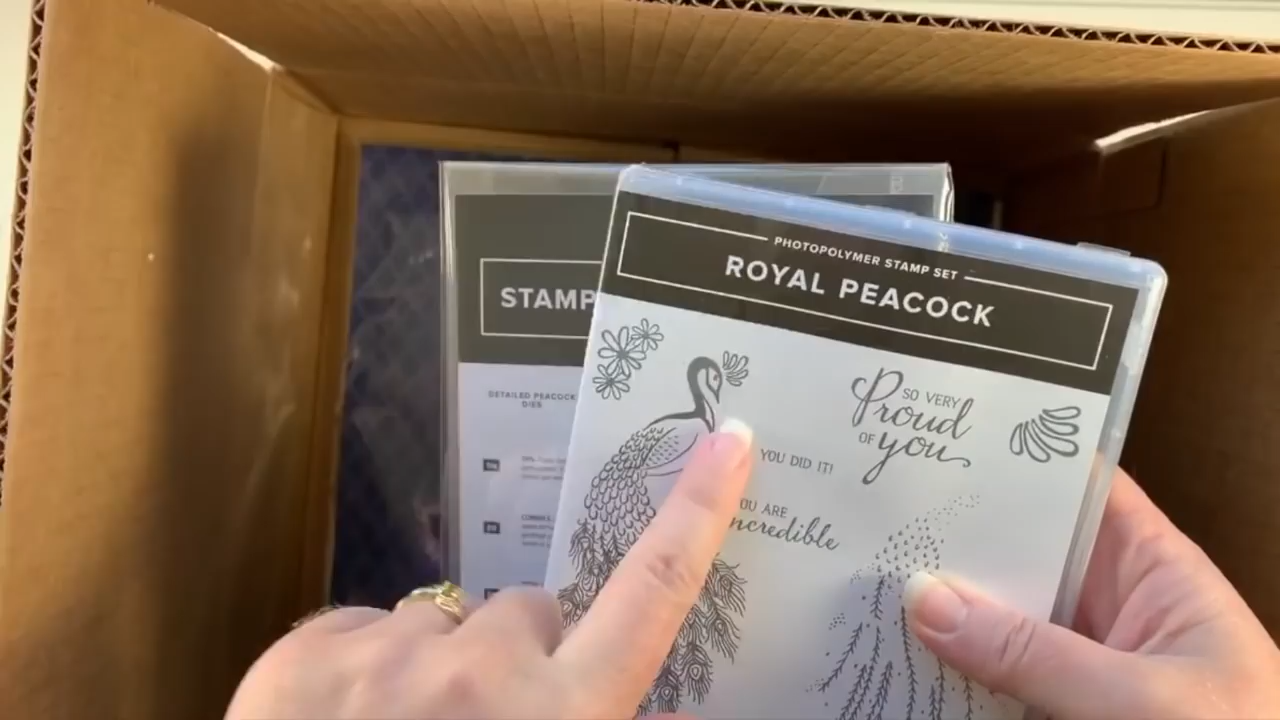 PHOTOPOLYMER STAMP SET
ROYAL PEACOCK
STAMP
DETAILED PEACOCK
DIES
SO VERY
Proud
OF
you
YOU DID IT!
YOU ARE
incredible